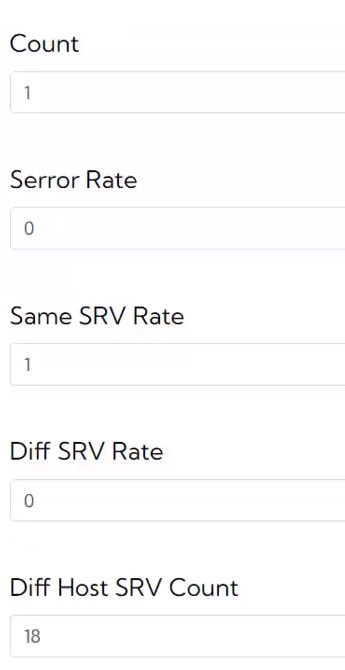 Count
1
Serror Rate
0
Same SRV Rate
1
Diff SRV Rate
0
Diff Host SRV Count
18